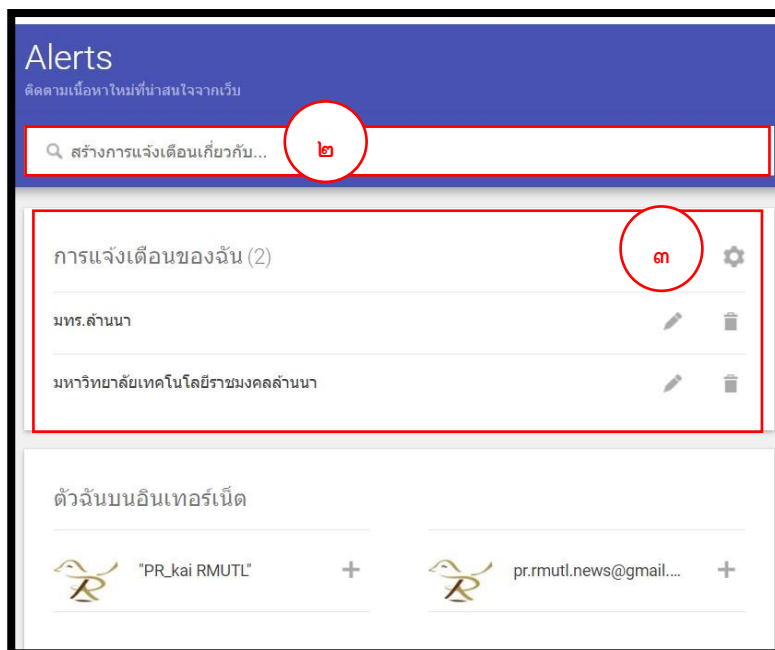 Alerts
ติดตามเนื้อหาใหม่ที่น่าสนใจจากเว็บ
สร้างการแจ้งเตือนเกี่ยวกับ... ๒
การแจ้งเตือนของฉัน (2) ๓
มทร.ล้านนา
มหาวิทยาลัยเทคโนโลยีราชมงคลล้านนา
ตัวฉันบนอินเทอร์เน็ต
R "PR_kai RMUTL" R pr.rmutl.news@gmail....